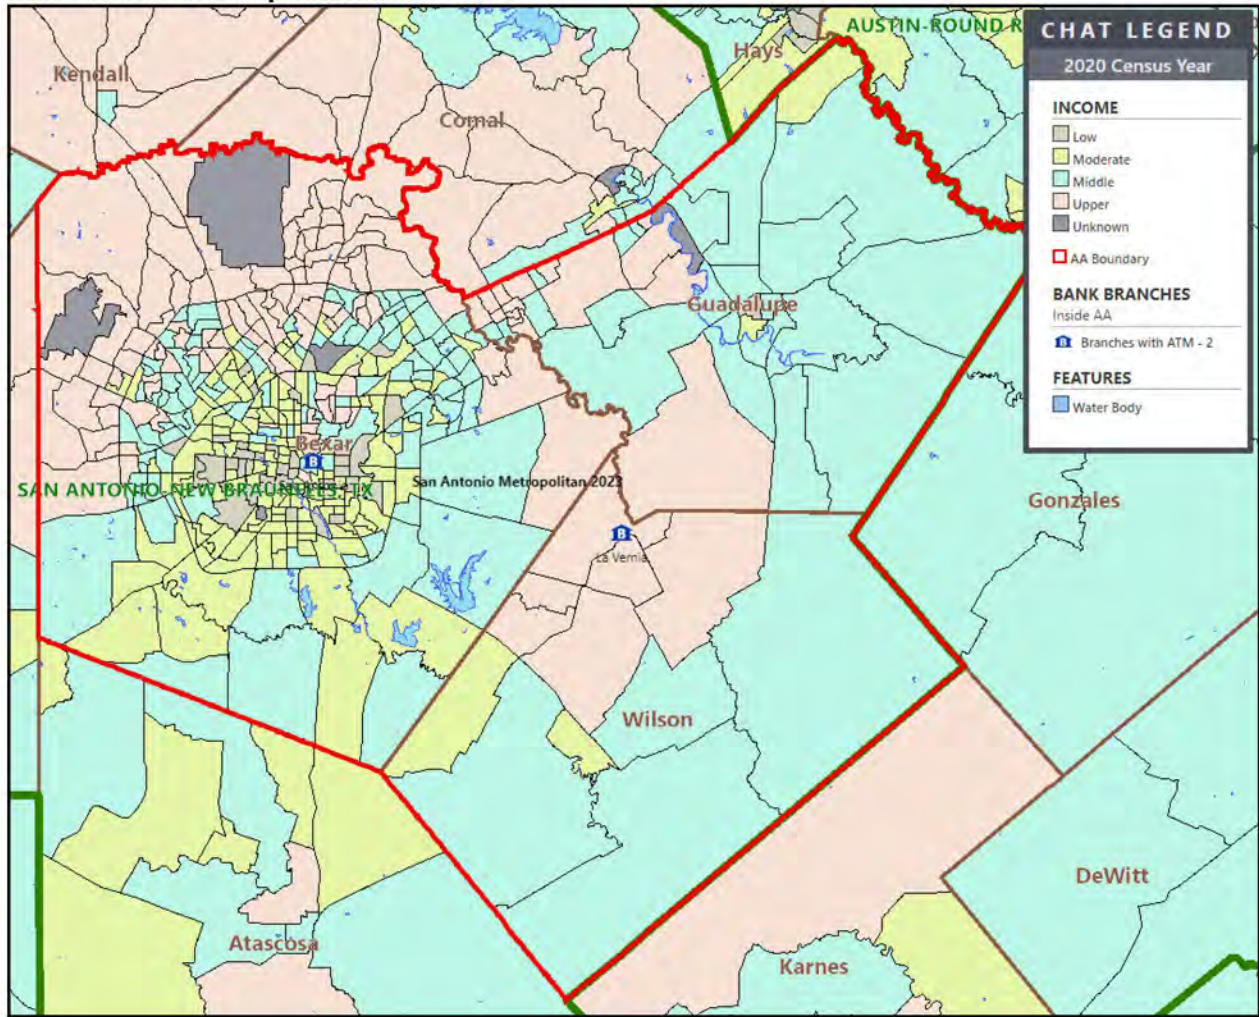 AUSTIN-ROUND R
Hays
Kendall
Comal
Guadalupe
Bexar
SAN ANTONIO-NEW BRAUNFELS, TX
San Antonio Metropolitan 2023
La Vernia
Gonzales
Wilson
DeWitt
Atascosa
Karnes
CHAT LEGEND
2020 Census Year
INCOME
Low
Moderate
Middle
Upper
Unknown
AA Boundary
BANK BRANCHES
Inside AA
B Branches with ATM - 2
FEATURES
Water Body
B
B